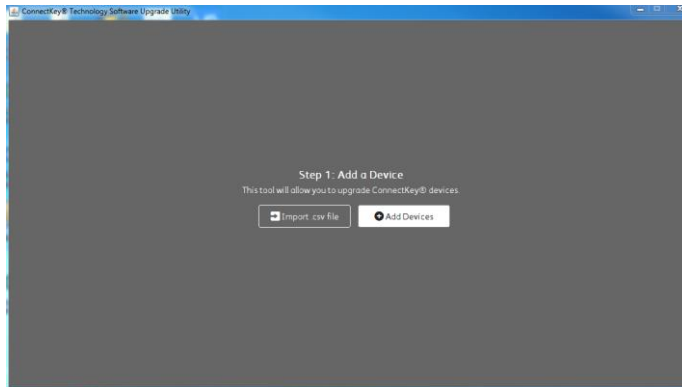 ConnectKey® Technology Software Upgrade Utility
Step 1: Add a Device
This tool will allow you to upgrade ConnectKey® devices.
Import .csv file
Add Devices